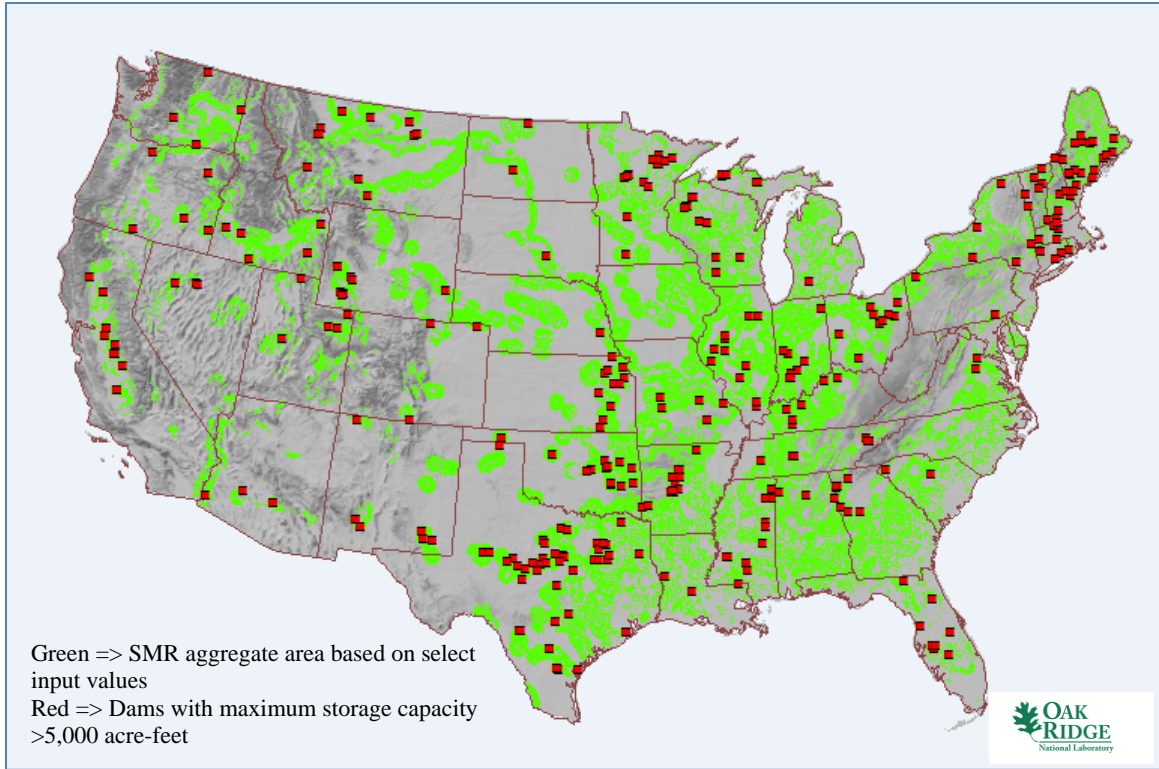 Green => SMR aggregate area based on select
input values
Red => Dams with maximum storage capacity
>5,000 acre-feet
OAK
RIDGE
National Laboratory